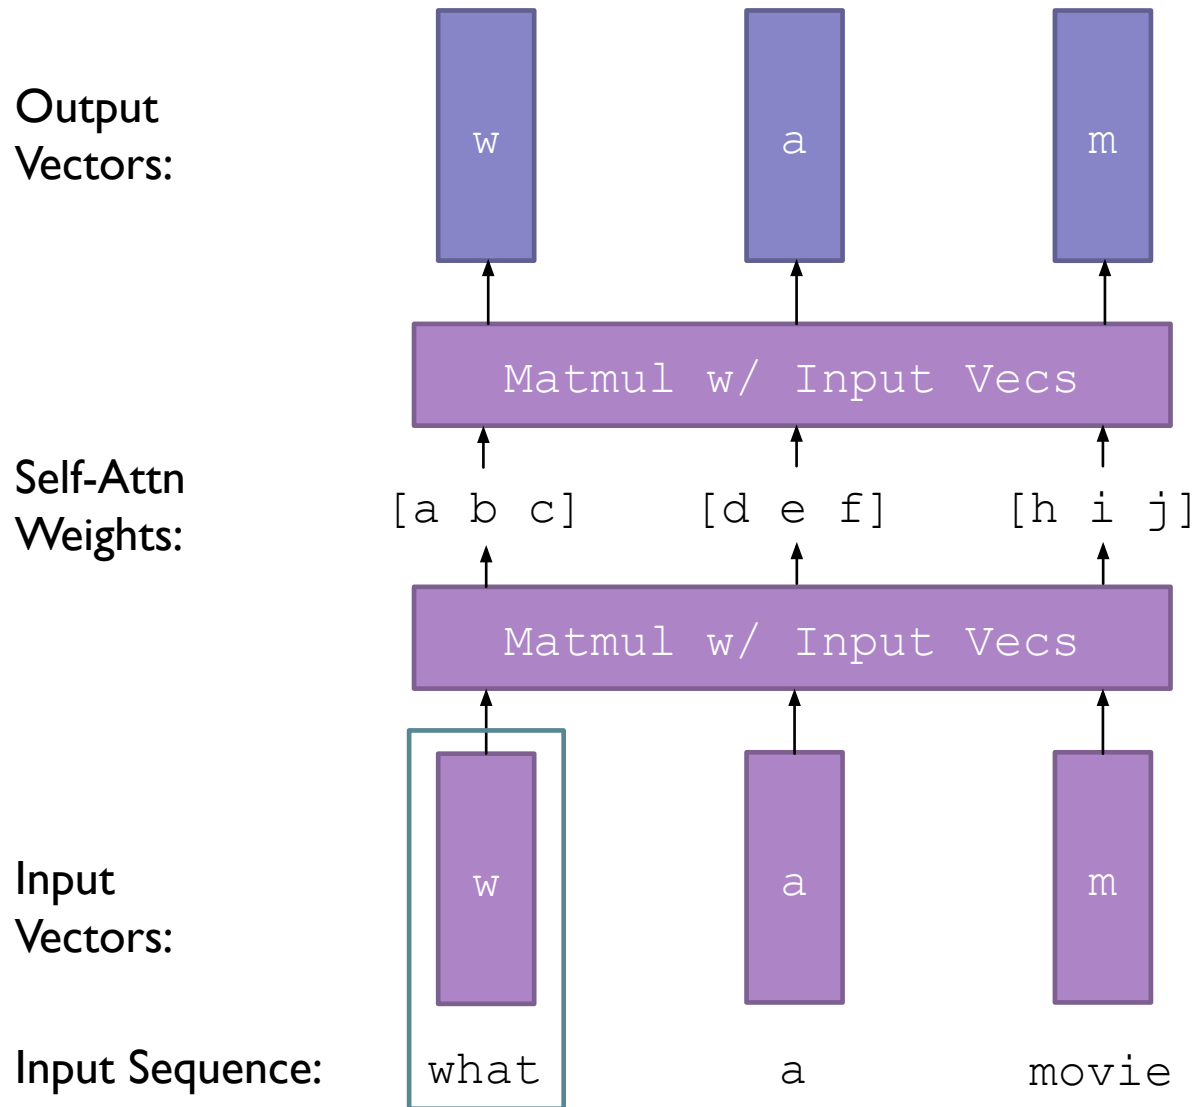 Output
Vectors:
w a m
Matmul w/ Input Vecs
Self-Attn
Weights:
[a b c] [d e f] [h i j]
Matmul w/ Input Vecs
Input
Vectors:
w a m
Input Sequence: what a movie